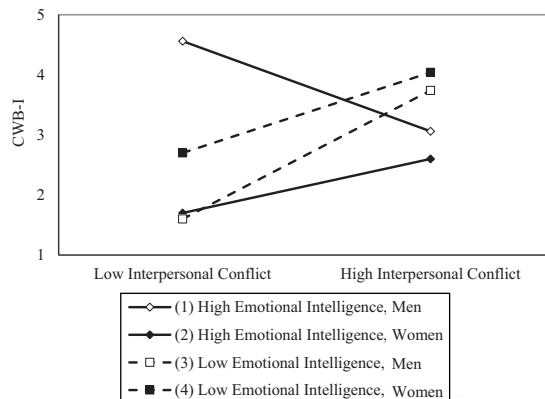 5
4
CWB-I
3
2
1
Low Interpersonal Conflict High Interpersonal Conflict
(1) High Emotional Intelligence, Men
(2) High Emotional Intelligence, Women
(3) Low Emotional Intelligence, Men
(4) Low Emotional Intelligence, Women